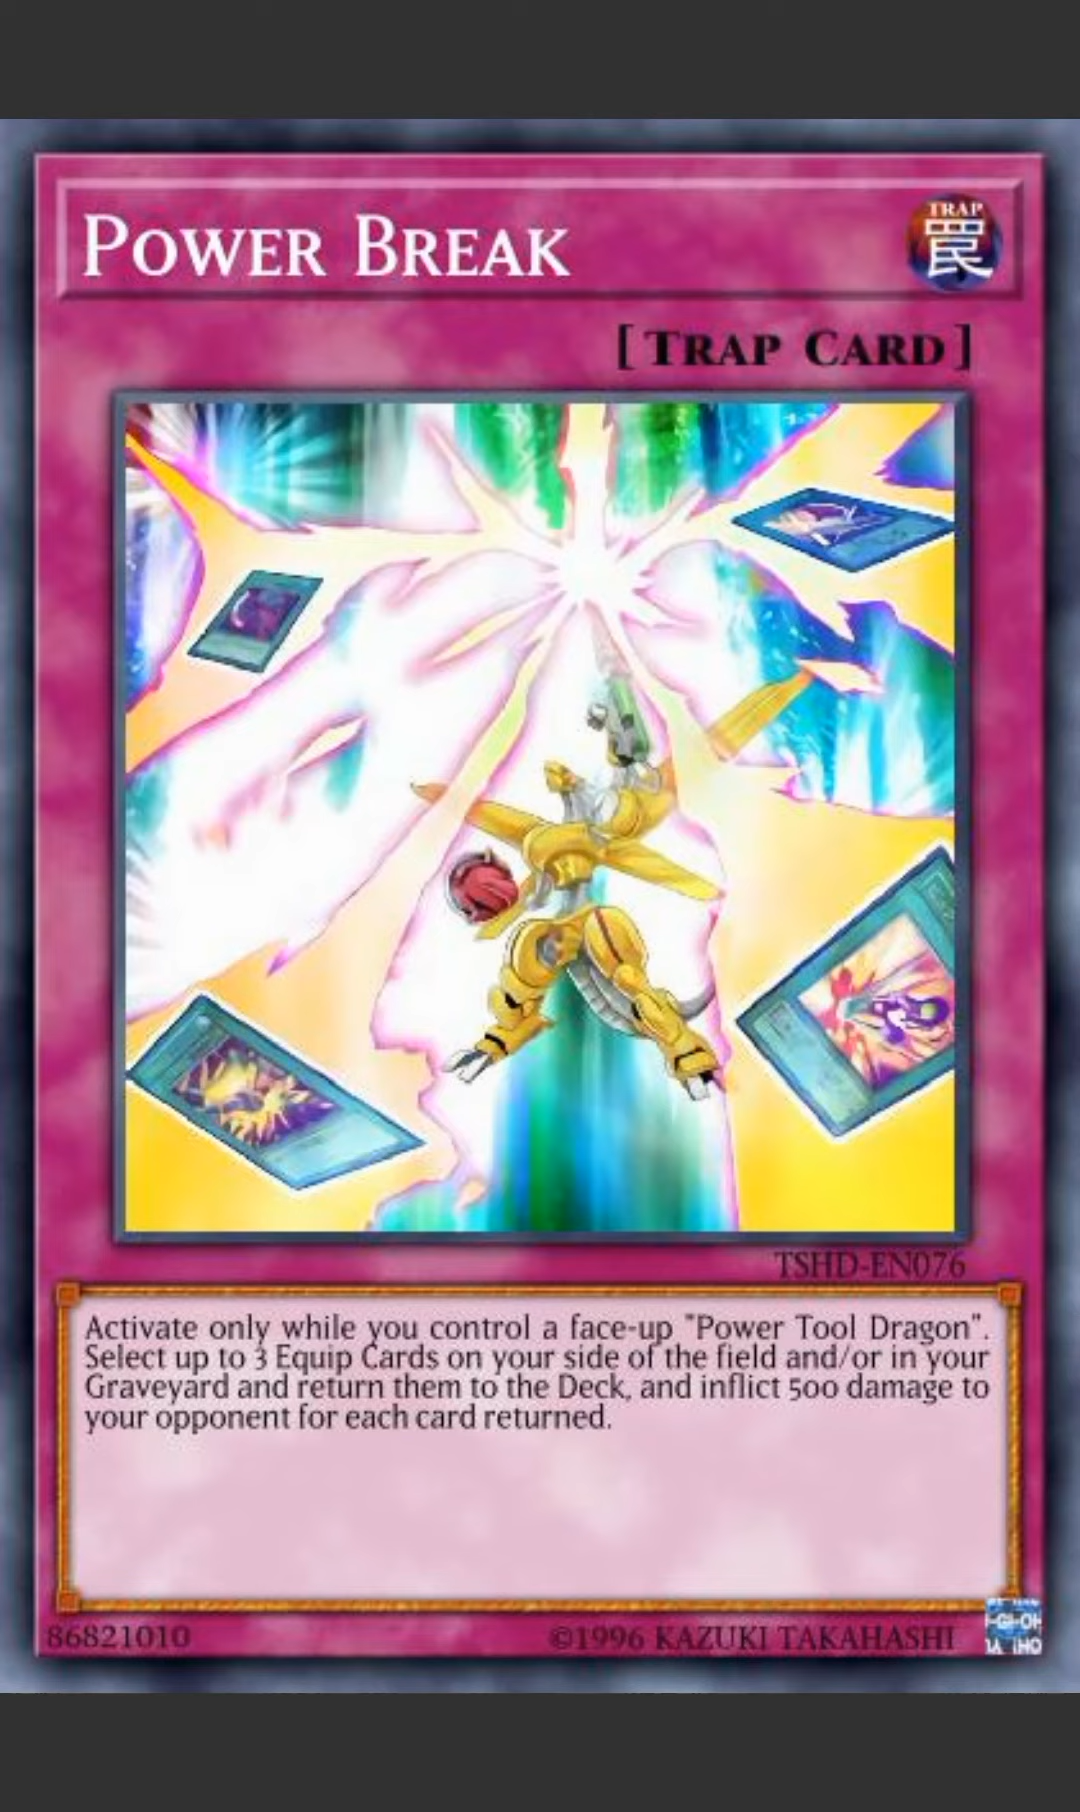 Power Break
TRAP
罠
[Trap Card]
TSHD-EN076
Activate only while you control a face-up "Power Tool Dragon".
Select up to 3 Equip Cards on your side of the field and/or in your
Graveyard and return them to the Deck, and inflict 500 damage to
your opponent for each card returned.
86821010
©1996 KAZUKI TAKAHASHI